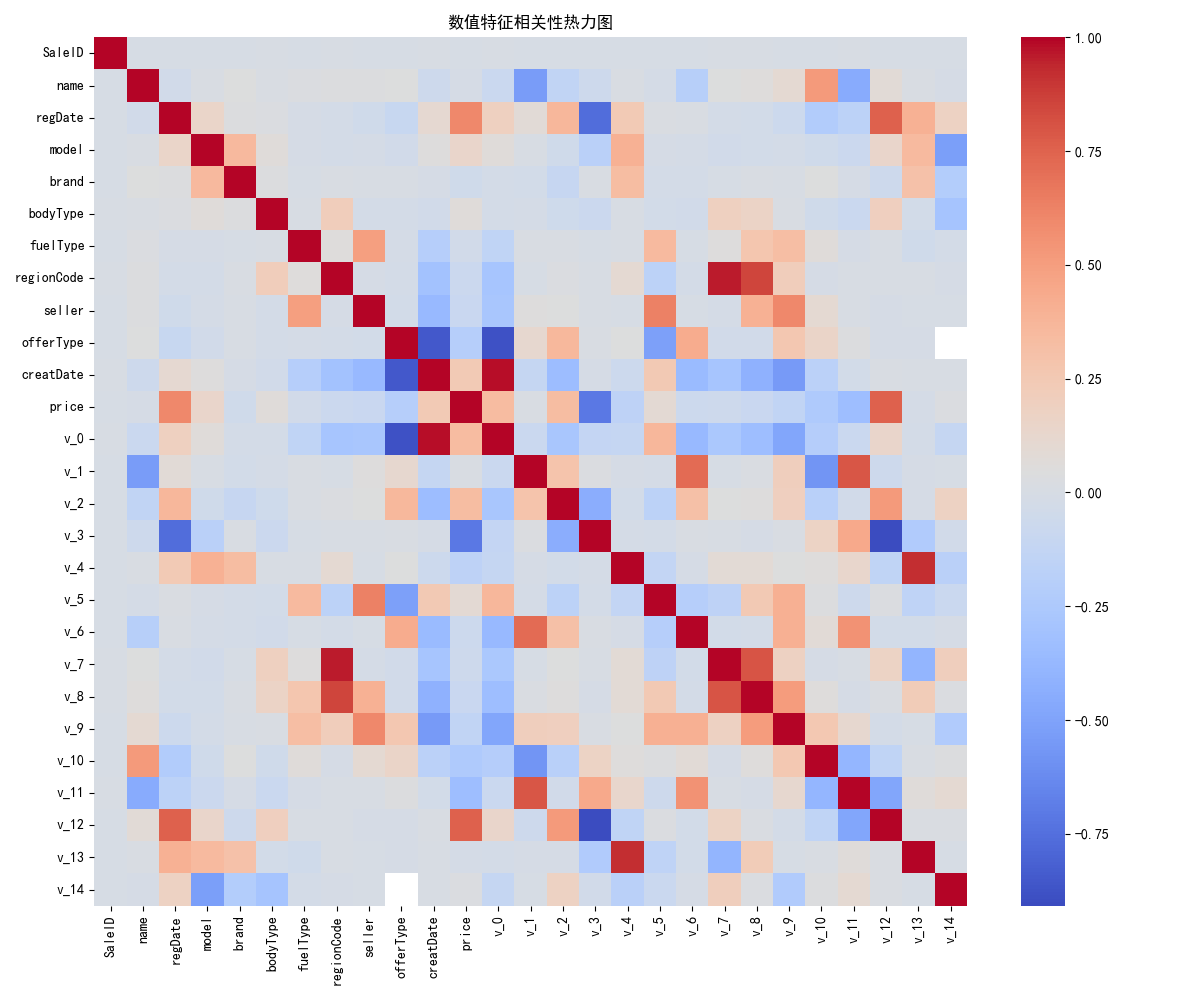 数值特征相关性热力图
SaleID
name
regDate
model
brand
bodyType
fuelType
regionCode
seller
offerType
creatDate
price
v_0
v_1
v_2
v_3
v_4
v_5
v_6
v_7
v_8
v_9
v_10
v_11
v_12
v_13
v_14
SaleID
name
regDate
model
brand
bodyType
fuelType
regionCode
seller
offerType
creatDate
price
v_0
v_1
v_2
v_3
v_4
v_5
v_6
v_7
v_8
v_9
v_10
v_11
v_12
v_13
v_14
1.00
0.75
0.50
0.25
0.00
−0.25
−0.50
−0.75